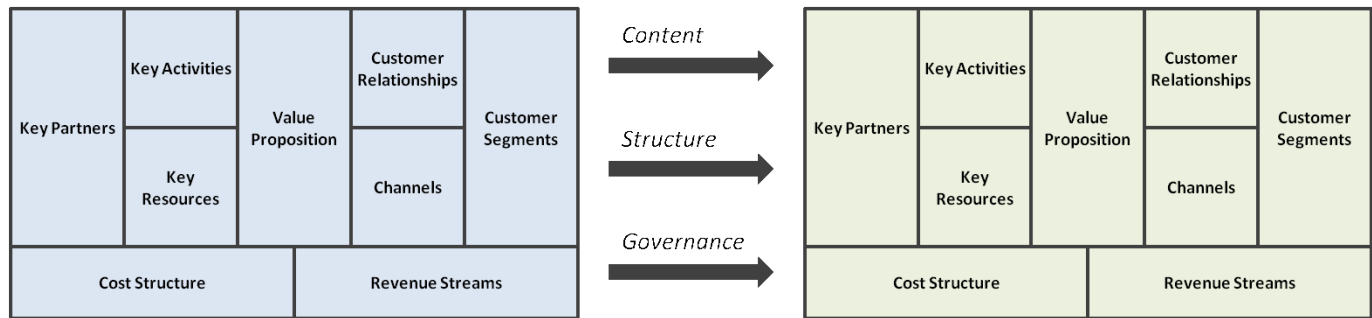 Key Partners
Key Activities
Key
Resources
Value
Proposition
Customer
Relationships
Channels
Customer
Segments
Cost Structure
Revenue Streams
Content
Structure
Governance
Key Partners
Key Activities
Key
Resources
Value
Proposition
Customer
Relationships
Channels
Customer
Segments
Cost Structure
Revenue Streams